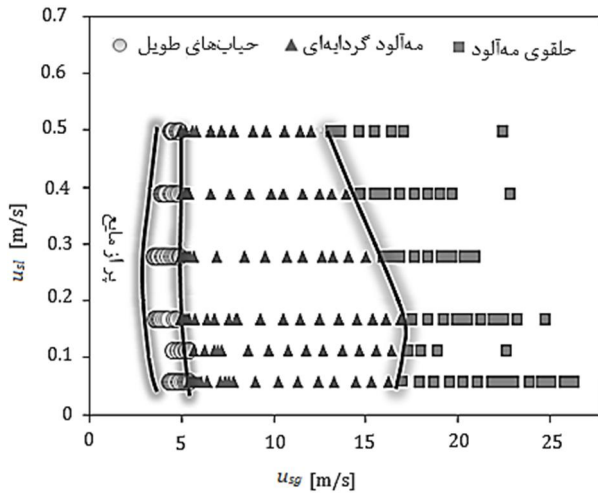 0.7
0.6
0.5
0.4
0.3
0.2
0.1
0
حباب‌های طویل
مه‌آلود گردابه‌ای
حلقوی مه‌آلود
پر از مایع
u_sl [m/s]
0 5 10 15 20 25
u_sg [m/s]